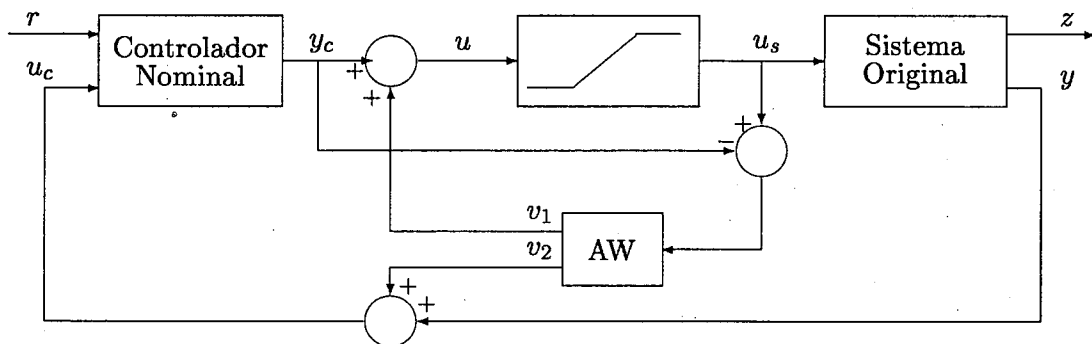 r
u_c
Controlador
Nominal
y_c
+
+
u
u_s
Sistema
Original
z
y
+
−
v_1
v_2
AW
+
+